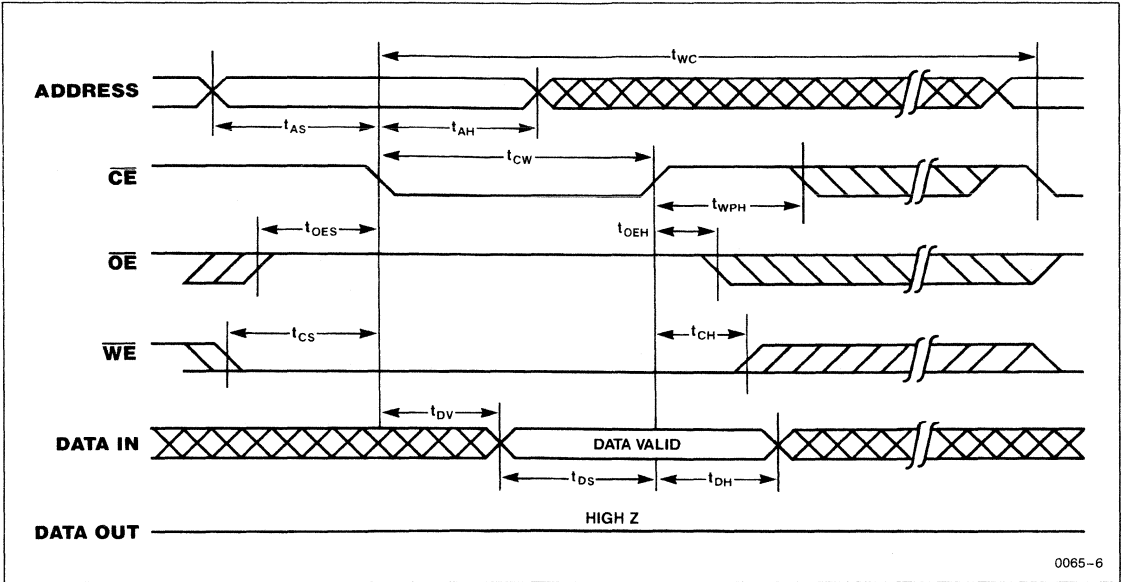 tWC
ADDRESS
tAS
tAH
tCW
CE
tWPH
tOES
tOEH
OE
tCS
tCH
WE
tDV
DATA IN
DATA VALID
tDS
tDH
HIGH Z
DATA OUT
0065-6